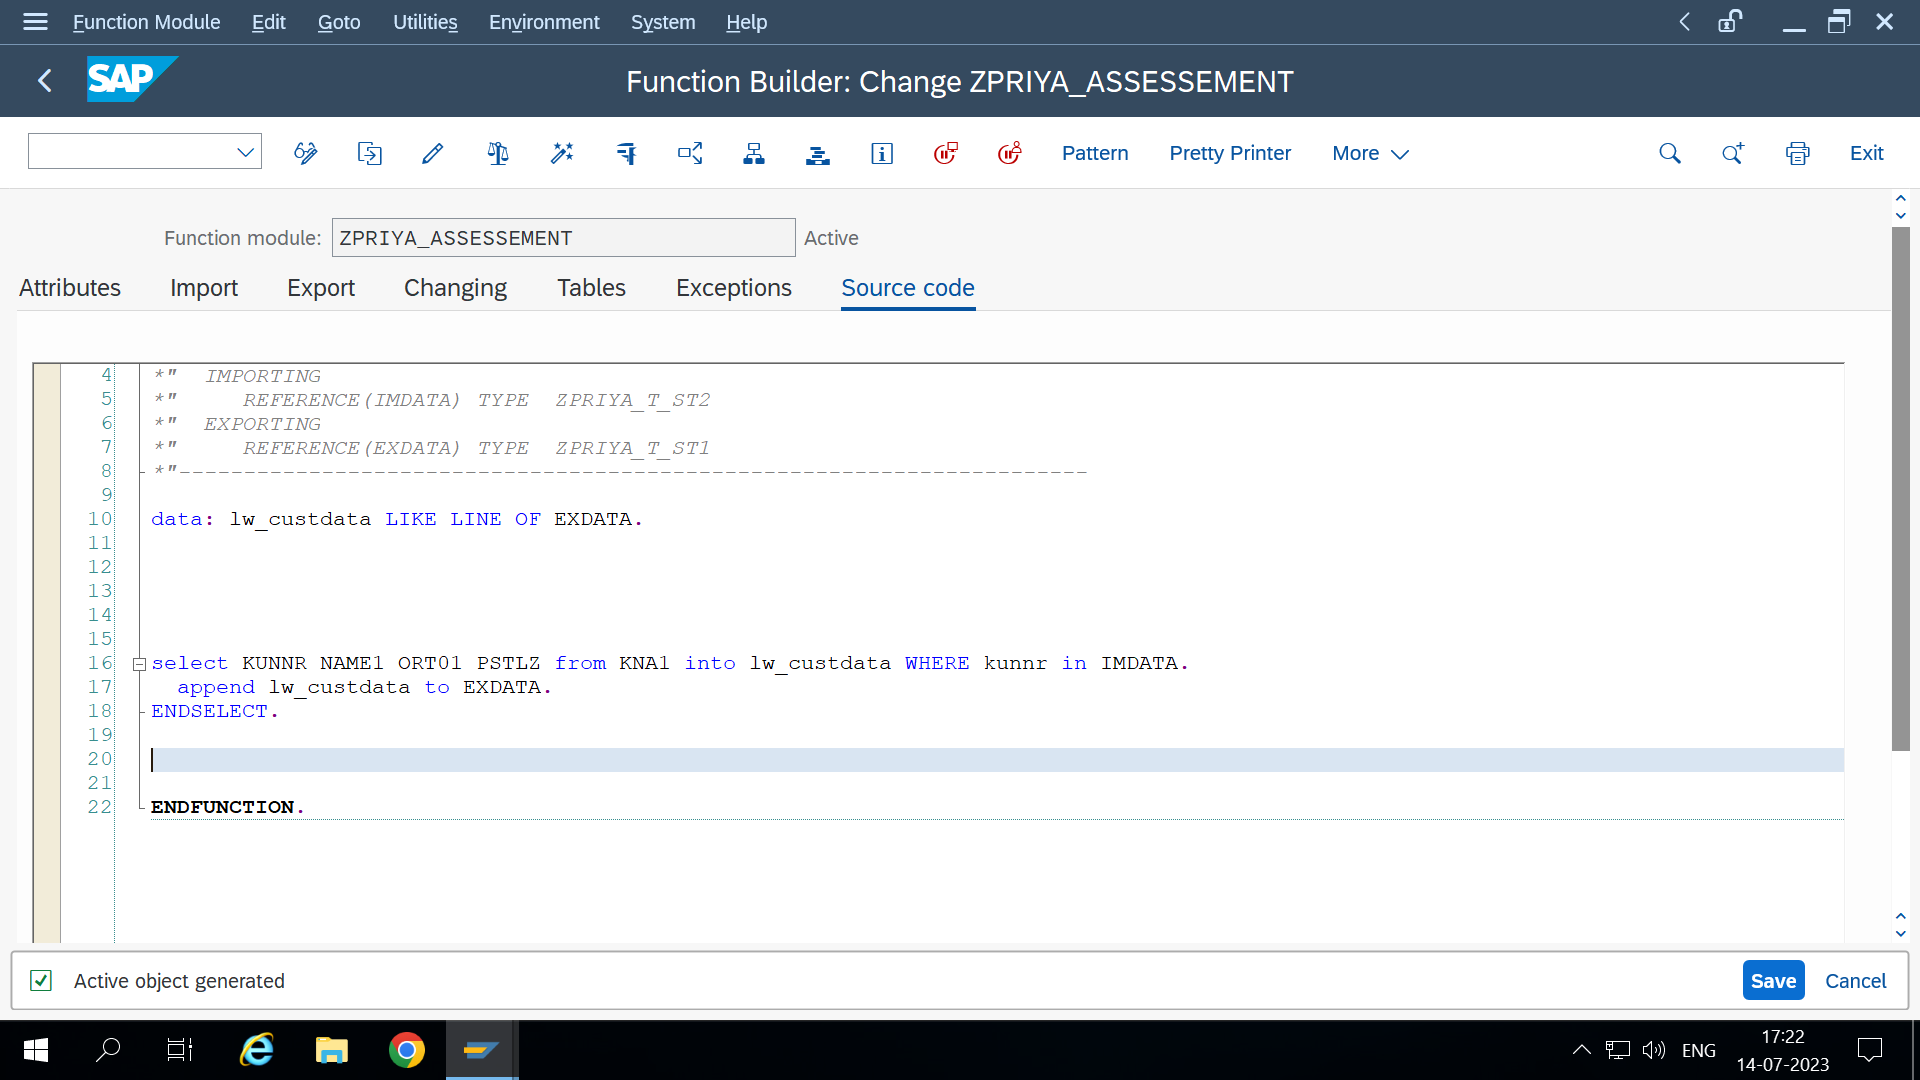 Function Module Edit Goto Utilities Environment System Help
SAP
Function Builder: Change ZPRIYA_ASSESSEMENT
Pattern Pretty Printer More Exit
Function module: ZPRIYA_ASSESSEMENT Active
Attributes Import Export Changing Tables Exceptions Source code
4 *" IMPORTING
5 *" REFERENCE(IMDATA) TYPE ZPRIYA_T_ST2
6 *" EXPORTING
7 *" REFERENCE(EXDATA) TYPE ZPRIYA_T_ST1
8 *"----------------------------------------------------------------------
9
10 data: lw_custdata LIKE LINE OF EXDATA.
11
12
13
14
15
16 select KUNNR NAME1 ORT01 PSTLZ from KNA1 into lw_custdata WHERE kunnr in IMDATA.
17 append lw_custdata to EXDATA.
18 ENDSELECT.
19
20
21
22 ENDFUNCTION.
Active object generated Save Cancel
ENG 17:22
14-07-2023